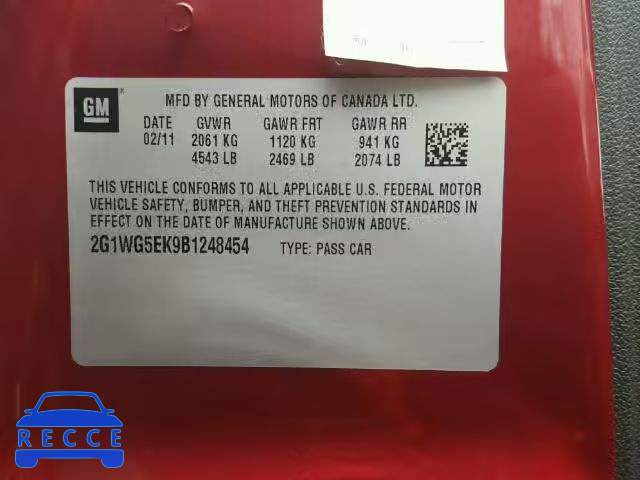 GM
MFD BY GENERAL MOTORS OF CANADA LTD.
DATE GVWR GAWR FRT GAWR RR
02/11 2061 KG 1120 KG 941 KG
4543 LB 2469 LB 2074 LB
THIS VEHICLE CONFORMS TO ALL APPLICABLE U.S. FEDERAL MOTOR
VEHICLE SAFETY, BUMPER, AND THEFT PREVENTION STANDARDS IN
EFFECT ON THE DATE OF MANUFACTURE SHOWN ABOVE.
2G1WG5EK9B1248454 TYPE: PASS CAR
RECCE